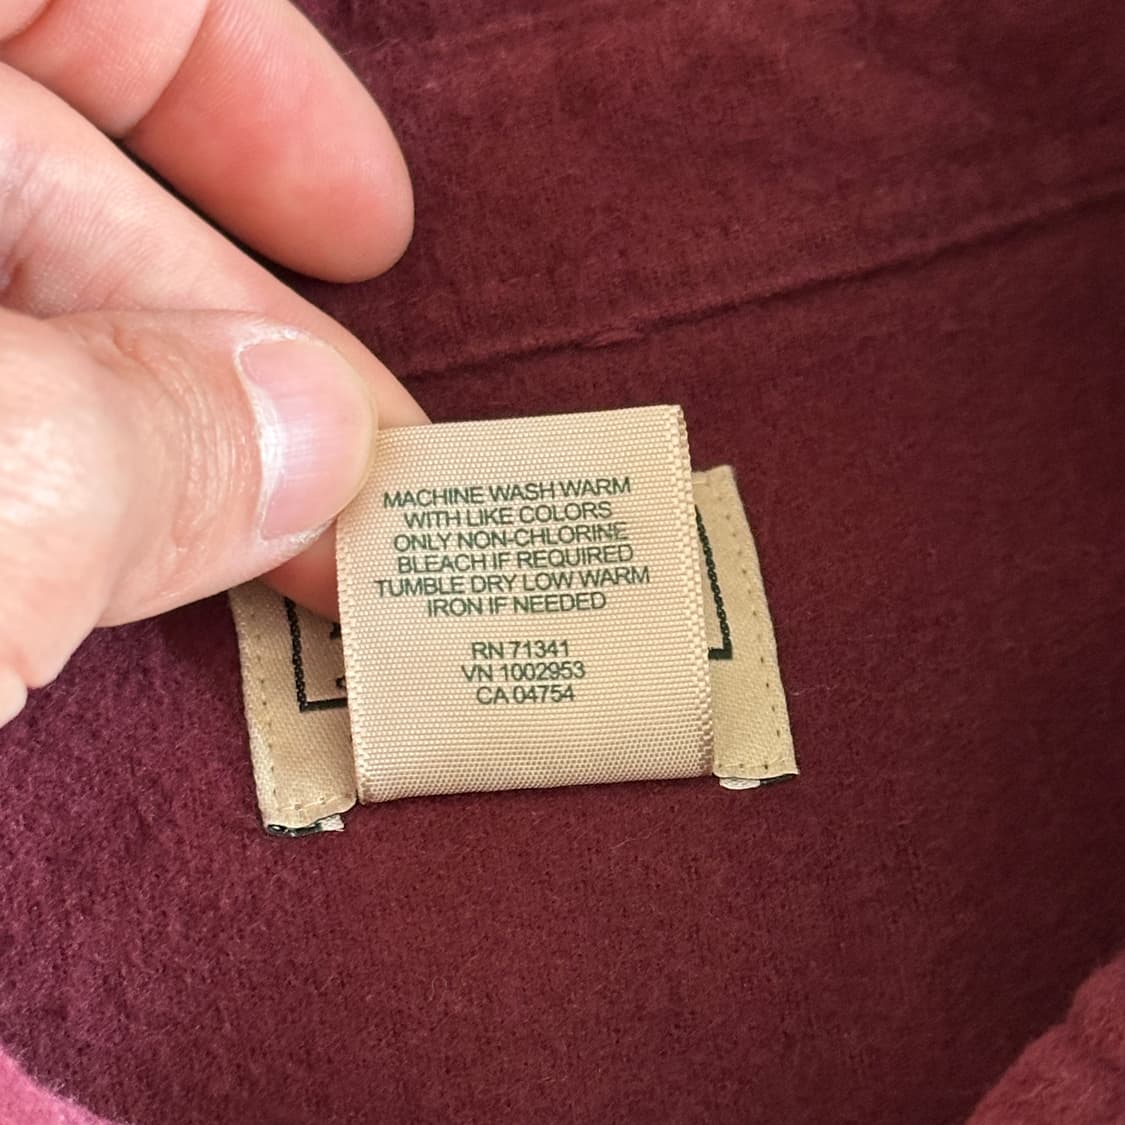 MACHINE WASH WARM
WITH LIKE COLORS
ONLY NON-CHLORINE
BLEACH IF REQUIRED
TUMBLE DRY LOW WARM
IRON IF NEEDED
RN 71341
VN 1002953
CA 04754